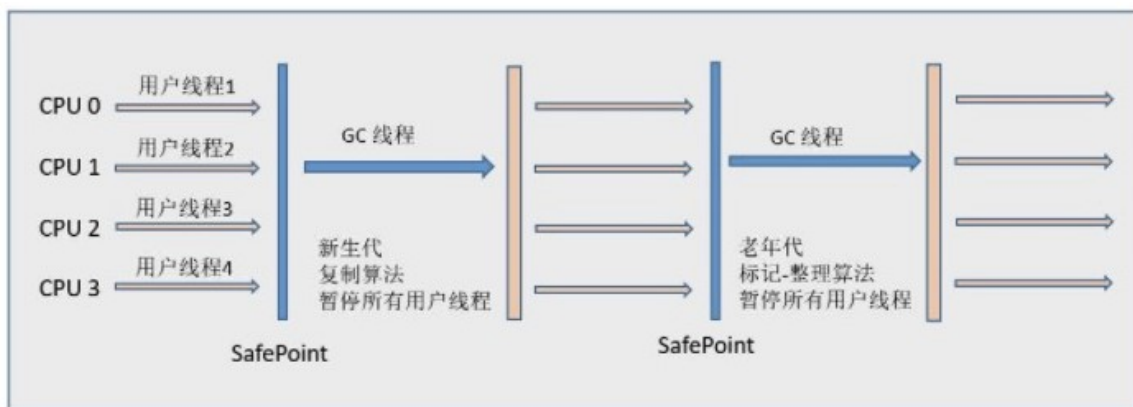 CPU 0
用户线程1
CPU 1
用户线程2
CPU 2
用户线程3
CPU 3
用户线程4
SafePoint
GC 线程
新生代
复制算法
暂停所有用户线程
SafePoint
GC 线程
老年代
标记-整理算法
暂停所有用户线程